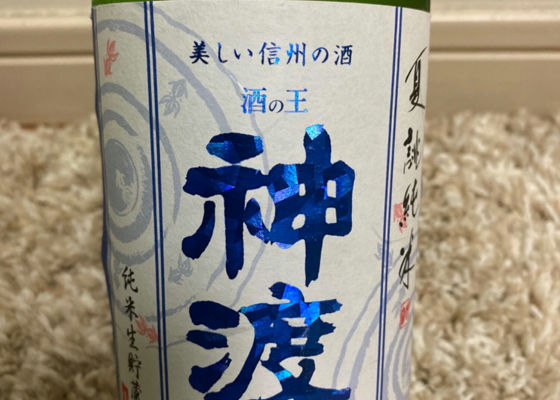 美しい信州の酒
酒の王
神渡
夏誂純米
純米生貯蔵